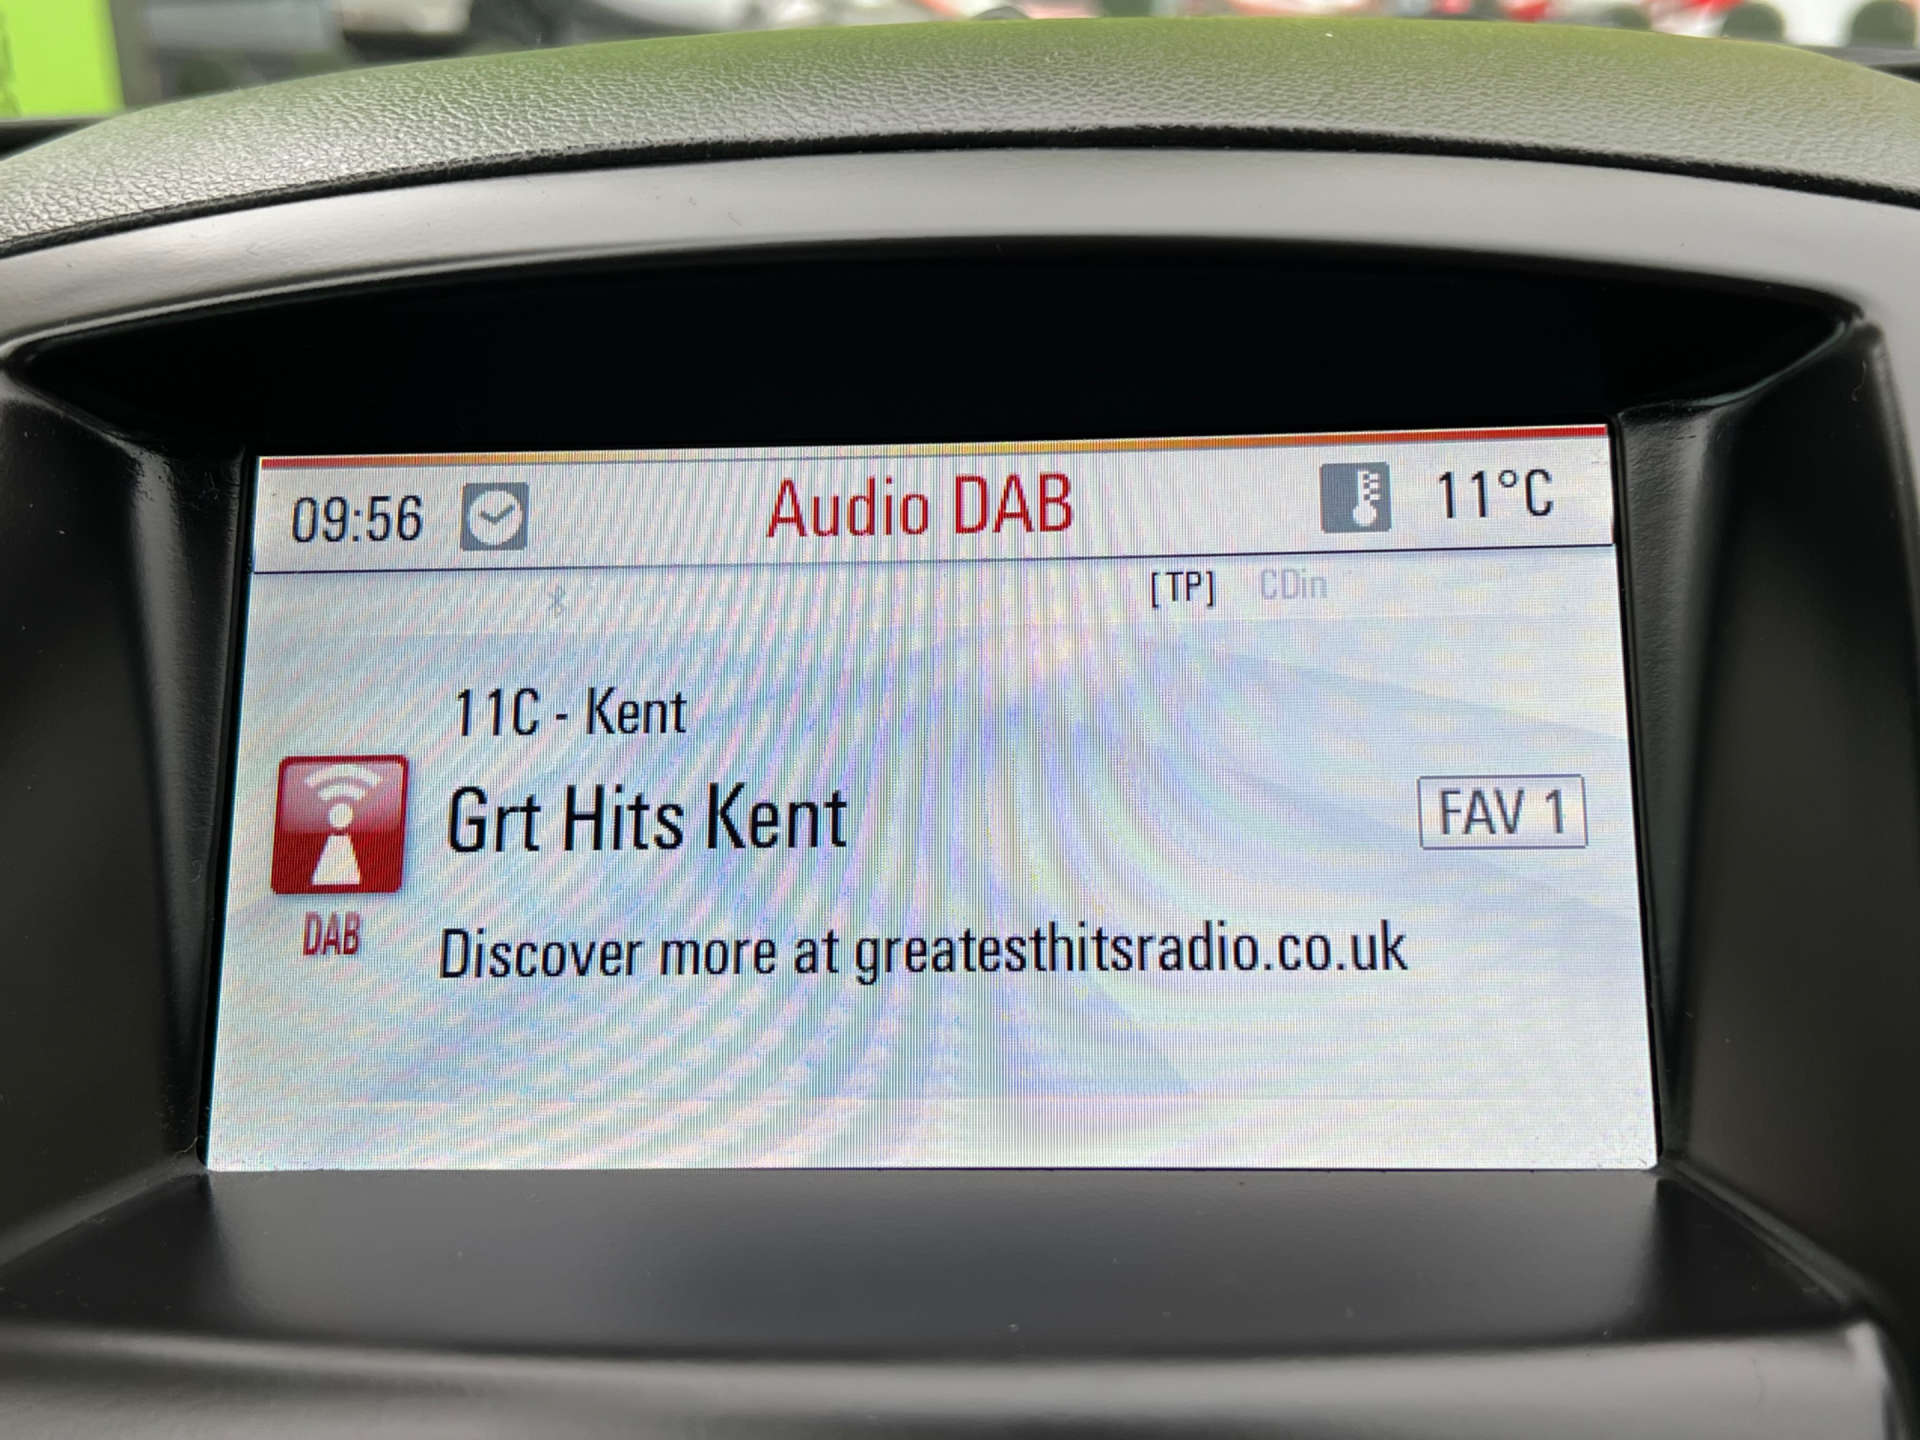 09:56 Audio DAB 11°C
[TP] CDin
11C - Kent
Grt Hits Kent
FAV 1
DAB
Discover more at greatesthitsradio.co.uk